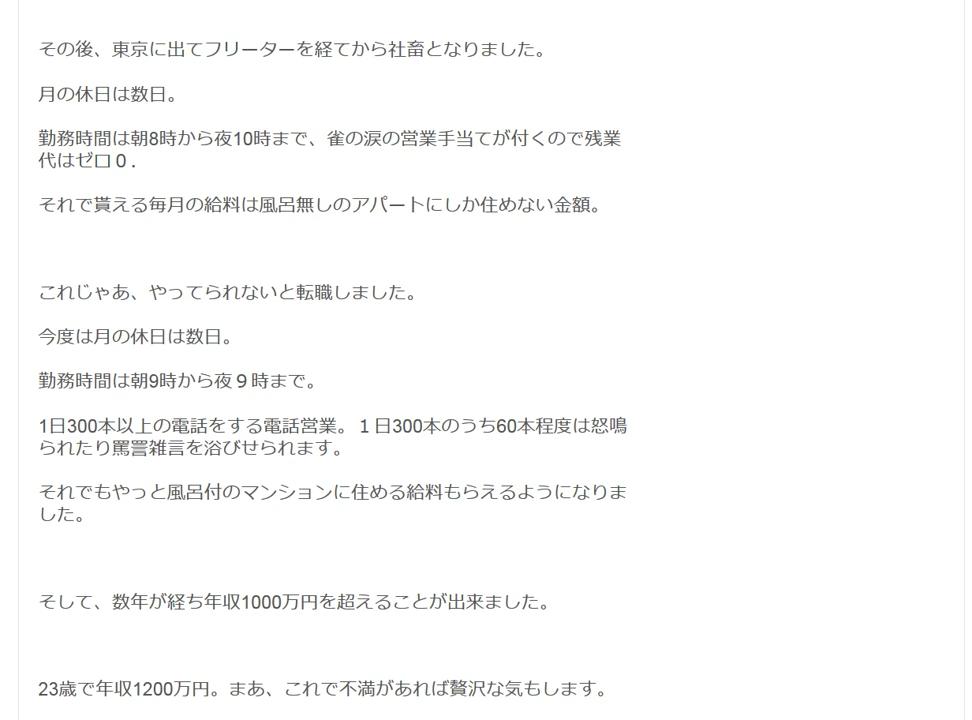 その後、東京に出てフリーターを経てから社畜となりました。
月の休日は数日。
勤務時間は朝8時から夜10時まで、雀の涙の営業手当てが付くので残業
代はゼロ０．
それで貰える毎月の給料は風呂無しのアパートにしか住めない金額。
これじゃあ、やってられないと転職しました。
今度は月の休日は数日。
勤務時間は朝9時から夜９時まで。
1日300本以上の電話をする電話営業。１日300本のうち60本程度は怒鳴
られたり罵詈雑言を浴びせられます。
それでもやっと風呂付のマンションに住める給料もらえるようになりま
した。
そして、数年が経ち年収1000万円を超えることが出来ました。
23歳で年収1200万円。まあ、これで不満があれば贅沢な気もします。